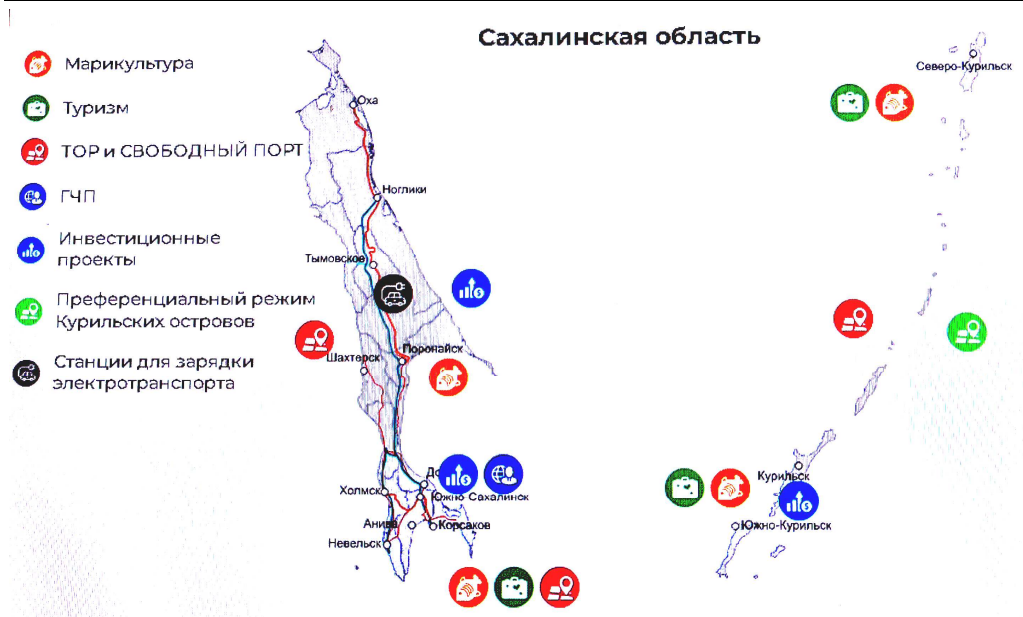 Сахалинская область
Марикультура
Туризм
ТОР и СВОБОДНЫЙ ПОРТ
ГЧП
Инвестиционные
проекты
Преференциальный режим
Курильских островов
Станции для зарядки
электротранспорта
Оха
Ноглики
Тымовское
Шахтерск
Поронайск
Холмск
Южно-Сахалинск
Анива
Корсаков
Невельск
Северо-Курильск
Курильск
Южно-Курильск